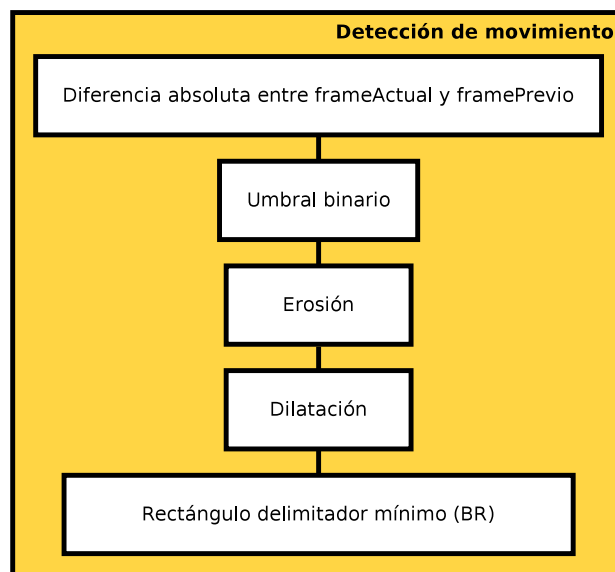 Detección de movimiento
Diferencia absoluta entre frameActual y framePrevio
Umbral binario
Erosión
Dilatación
Rectángulo delimitador mínimo (BR)